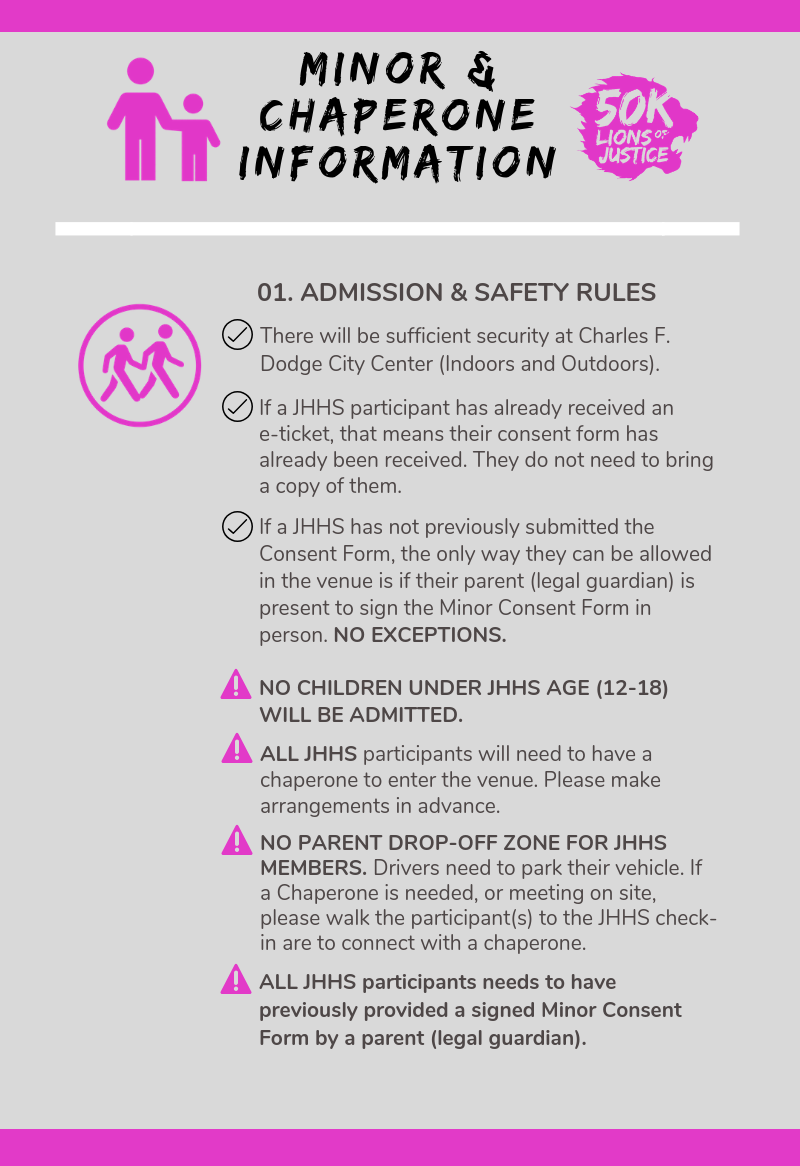 MINOR &
CHAPERONE
INFORMATION
50K
LIONS OF
JUSTICE
01. ADMISSION & SAFETY RULES
There will be sufficient security at Charles F.
Dodge City Center (Indoors and Outdoors).
If a JHHS participant has already received an
e-ticket, that means their consent form has
already been received. They do not need to bring
a copy of them.
If a JHHS has not previously submitted the
Consent Form, the only way they can be allowed
in the venue is if their parent (legal guardian) is
present to sign the Minor Consent Form in
person. NO EXCEPTIONS.
NO CHILDREN UNDER JHHS AGE (12-18)
WILL BE ADMITTED.
ALL JHHS participants will need to have a
chaperone to enter the venue. Please make
arrangements in advance.
NO PARENT DROP-OFF ZONE FOR JHHS
MEMBERS. Drivers need to park their vehicle. If
a Chaperone is needed, or meeting on site,
please walk the participant(s) to the JHHS check-
in are to connect with a chaperone.
ALL JHHS participants needs to have
previously provided a signed Minor Consent
Form by a parent (legal guardian).